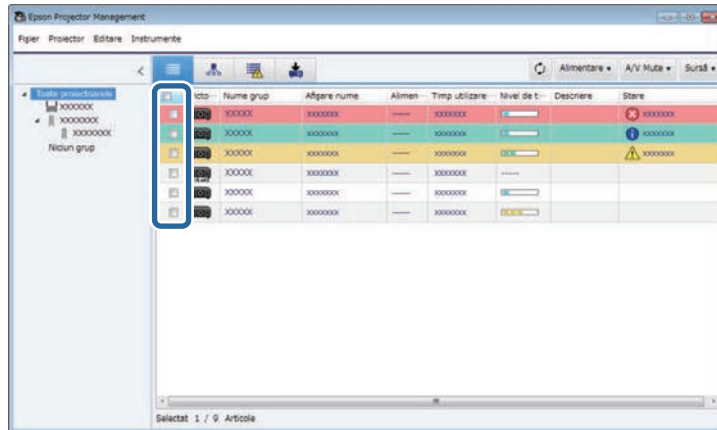 Epson Projector Management
Fișier Proiector Editare Instrumente
Alimentare A/V Mute Sursă
Toate proiectoarele
XXXXXX
XXXXXXX
XXXXXXX
Niciun grup
icto... Nume grup Afișare nume Alimen... Timp utilizare Nivel de t... Descriere Stare
XXXXX XXXXXXX ---- XXXXXXX XXXXXXX
XXXXX XXXXXXX ---- XXXXXXX XXXXXXX
XXXXX XXXXXXX ---- XXXXXXX XXXXXXX
XXXXX XXXXXXX ---- XXXXXXX -----
XXXXX XXXXXXX ---- XXXXXXX
XXXXX XXXXXXX ---- XXXXXXX
Selectat 1 / 9 Articole